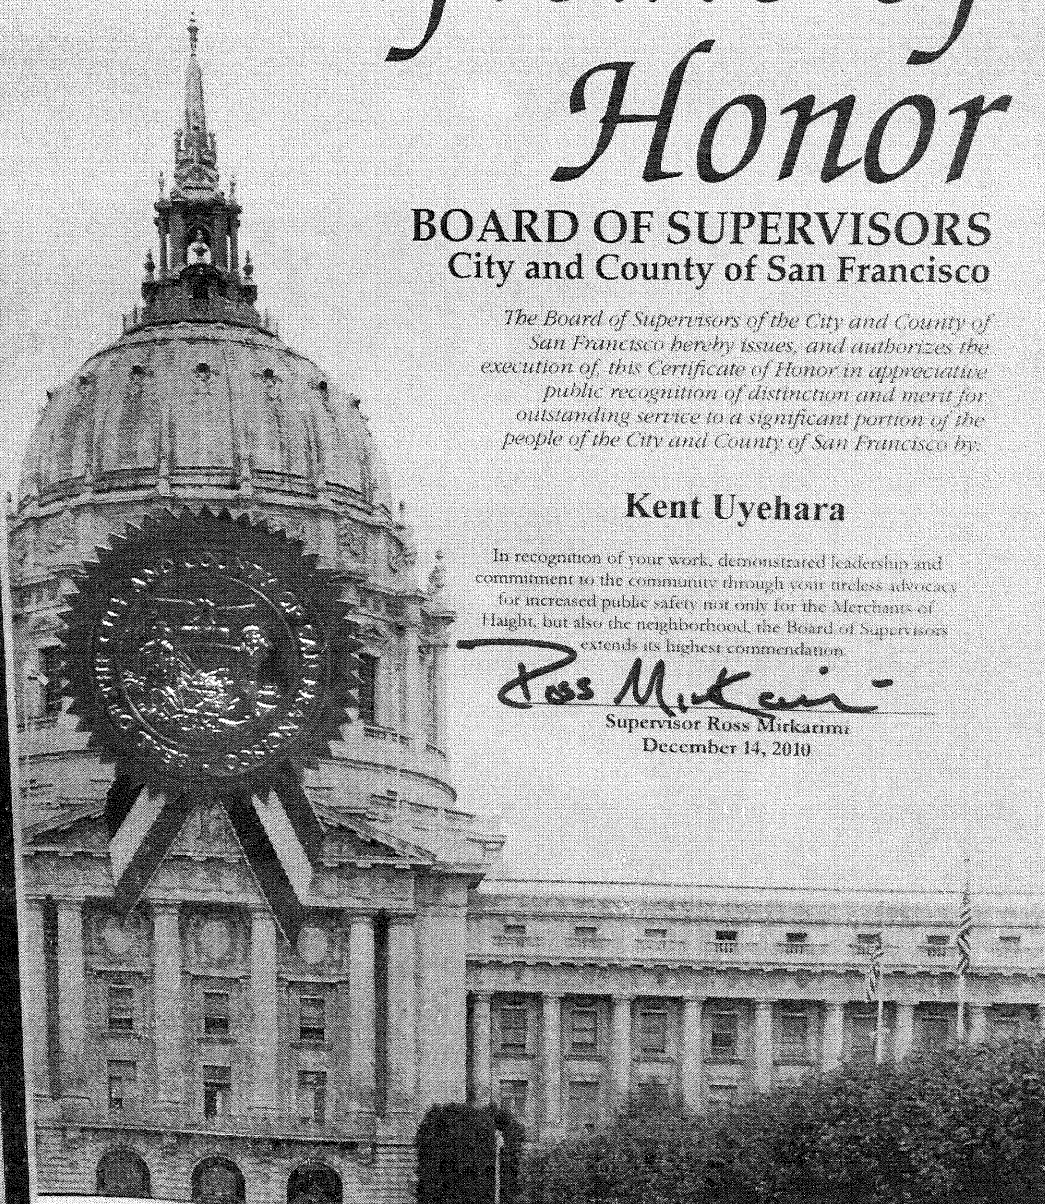 Honor
BOARD OF SUPERVISORS
City and County of San Francisco
The Board of Supervisors of the City and County of
San Francisco hereby issues, and authorizes the
execution of, this Certificate of Honor in appreciative
public recognition of distinction and merit for
outstanding service to a significant portion of the
people of the City and County of San Francisco by:
Kent Uyehara
In recognition of your work, demonstrated leadership and
commitment to the community through your tireless advocacy
for increased public safety not only for the Merchants of
Haight, but also the neighborhood, the Board of Supervisors
extends its highest commendation.
Ross Mirkarimi
Supervisor Ross Mirkarimi
December 14, 2010
AND COUNTY OF SAN